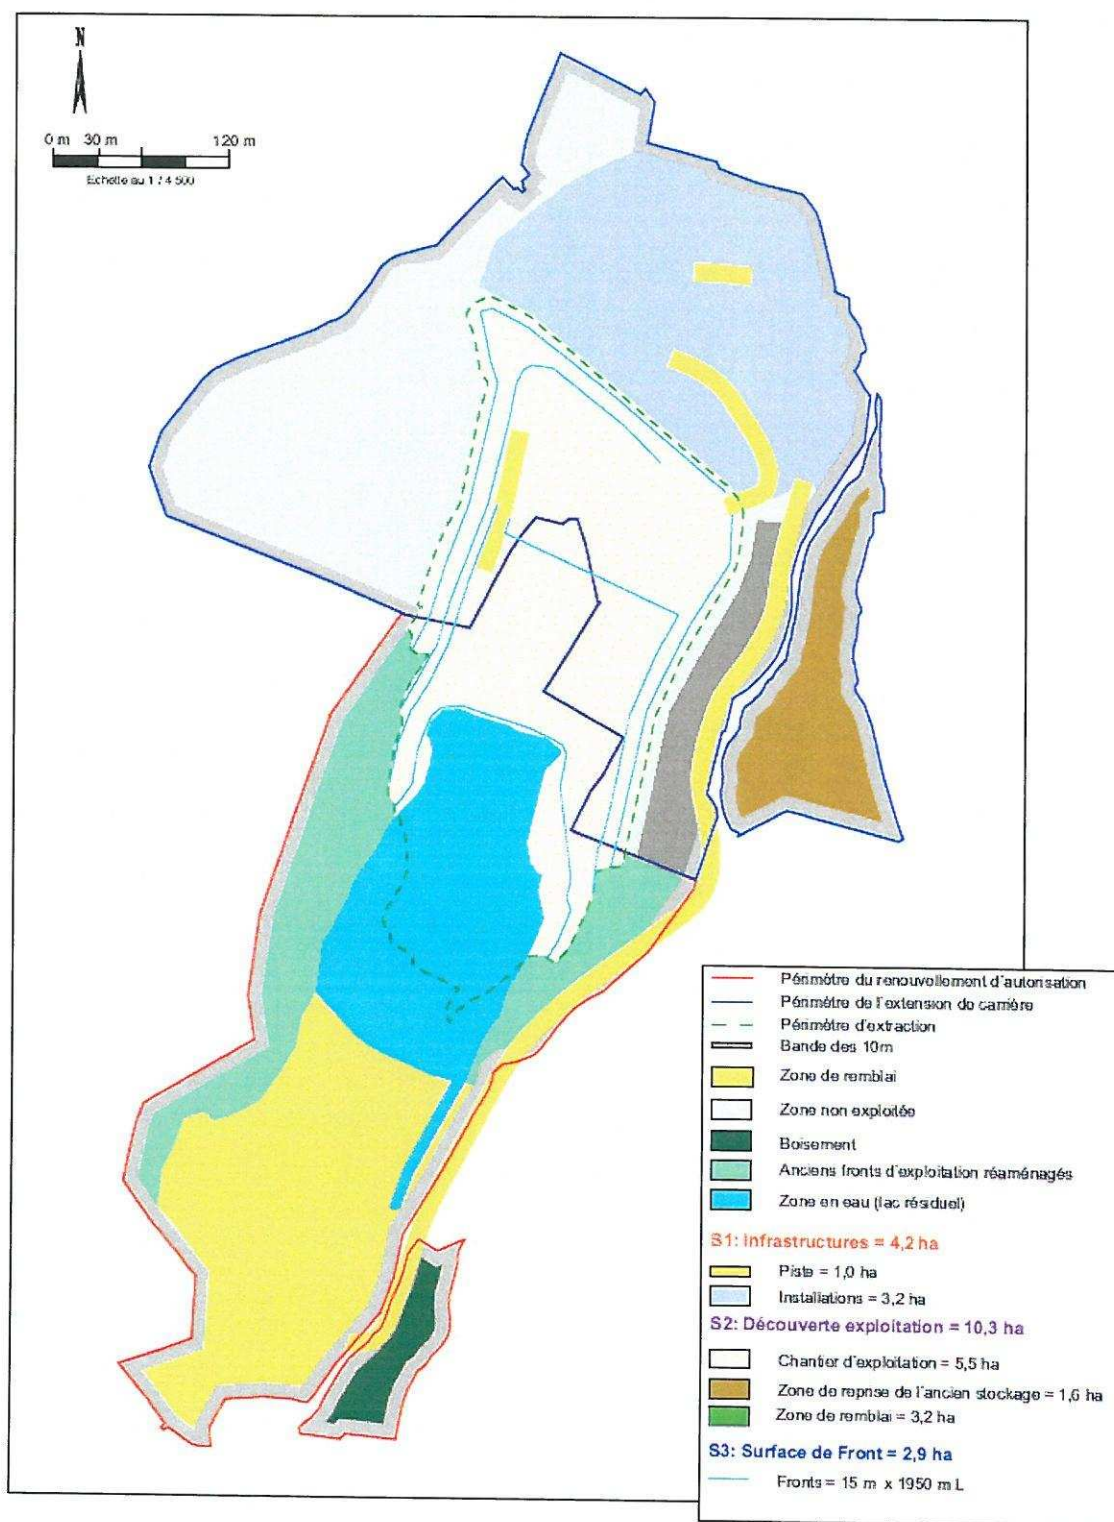 N
0 m 30 m 120 m
Echelle au 1 / 4 500
Périmètre du renouvellement d'autorisation
Périmètre de l'extension de carrière
Périmètre d'extraction
Bande des 10m
Zone de remblai
Zone non exploitée
Boisement
Anciens fronts d'exploitation réaménagés
Zone en eau (lac résiduel)
S1: Infrastructures = 4,2 ha
Piste = 1,0 ha
Installations = 3,2 ha
S2: Découverte exploitation = 10,3 ha
Chantier d'exploitation = 5,5 ha
Zone de reprise de l'ancien stockage = 1,6 ha
Zone de remblai = 3,2 ha
S3: Surface de Front = 2,9 ha
Fronts = 15 m x 1950 m L